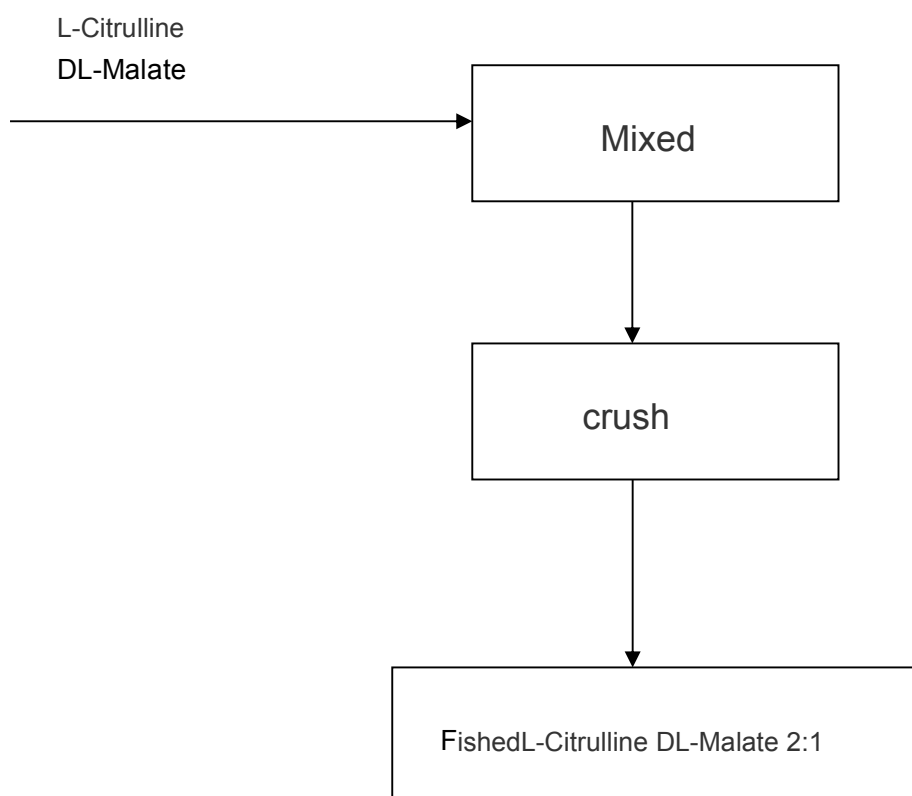 L-Citrulline
DL-Malate
Mixed
crush
FishedL-Citrulline DL-Malate 2:1